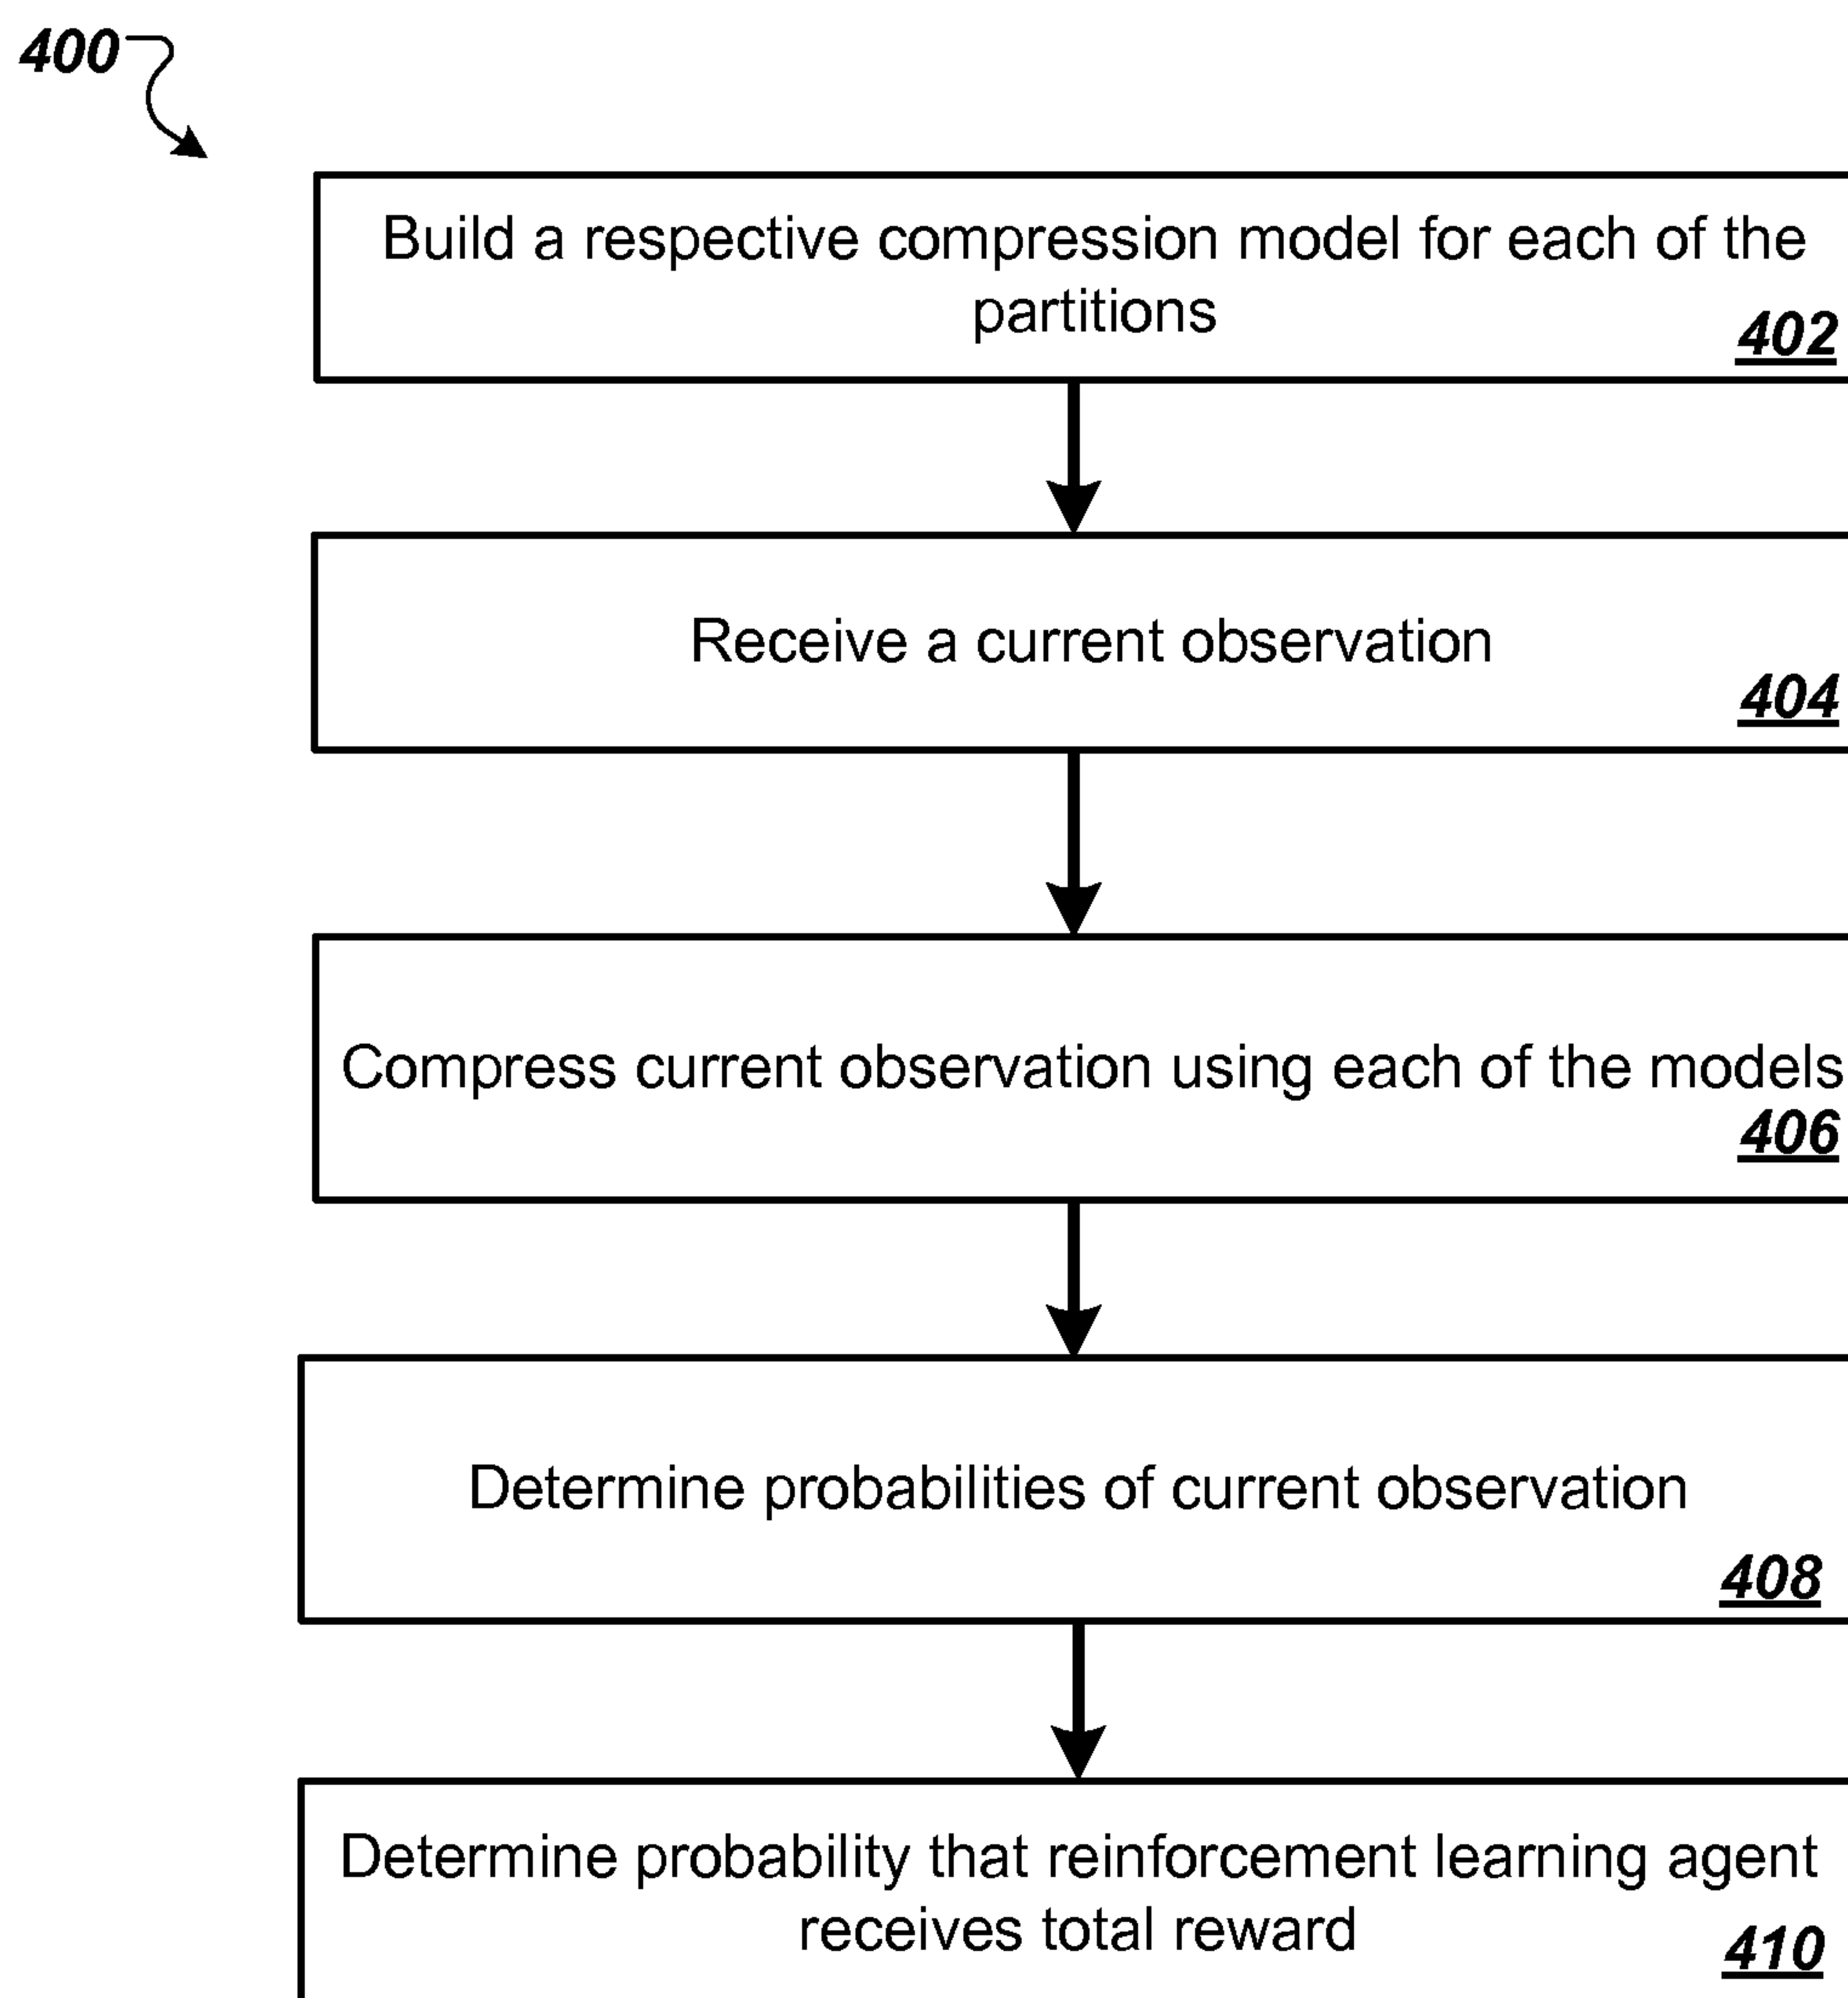 400
Build a respective compression model for each of the
partitions
402
Receive a current observation
404
Compress current observation using each of the models
406
Determine probabilities of current observation
408
Determine probability that reinforcement learning agent
receives total reward
410